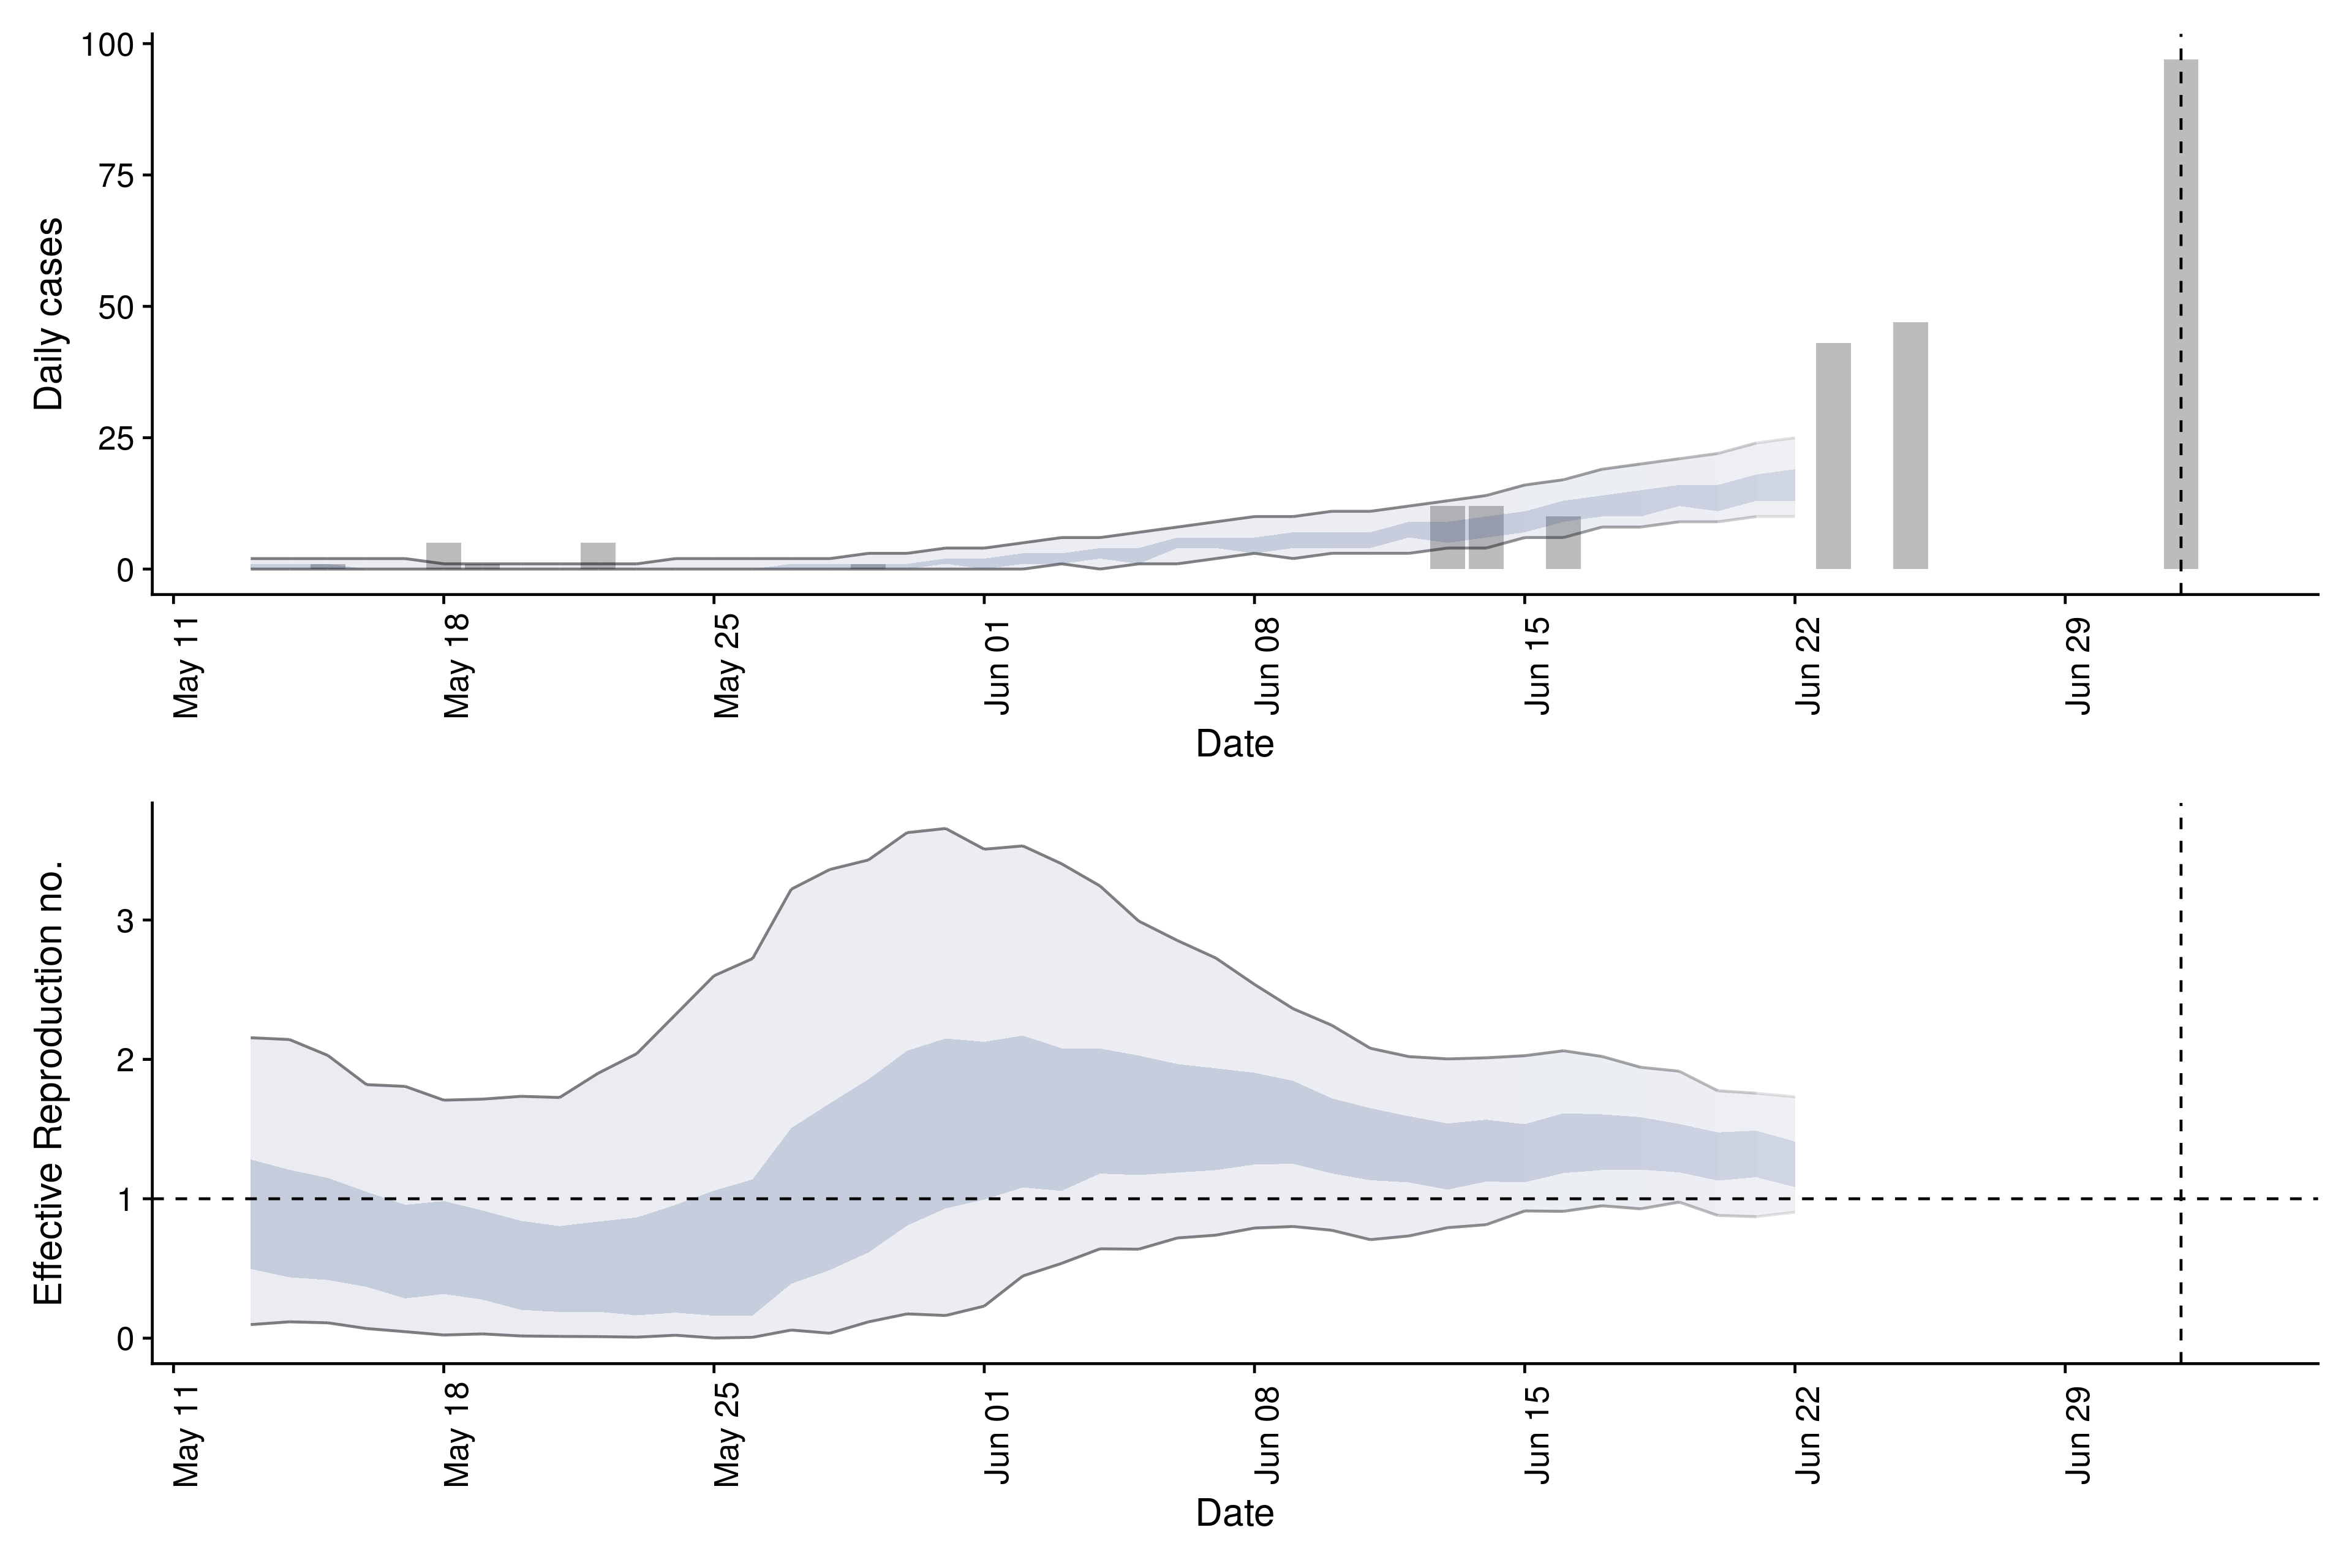 Daily cases
100
75
50
25
0
May 11
May 18
May 25
Jun 01
Jun 08
Jun 15
Jun 22
Jun 29
Date
Effective Reproduction no.
3
2
1
0
May 11
May 18
May 25
Jun 01
Jun 08
Jun 15
Jun 22
Jun 29
Date